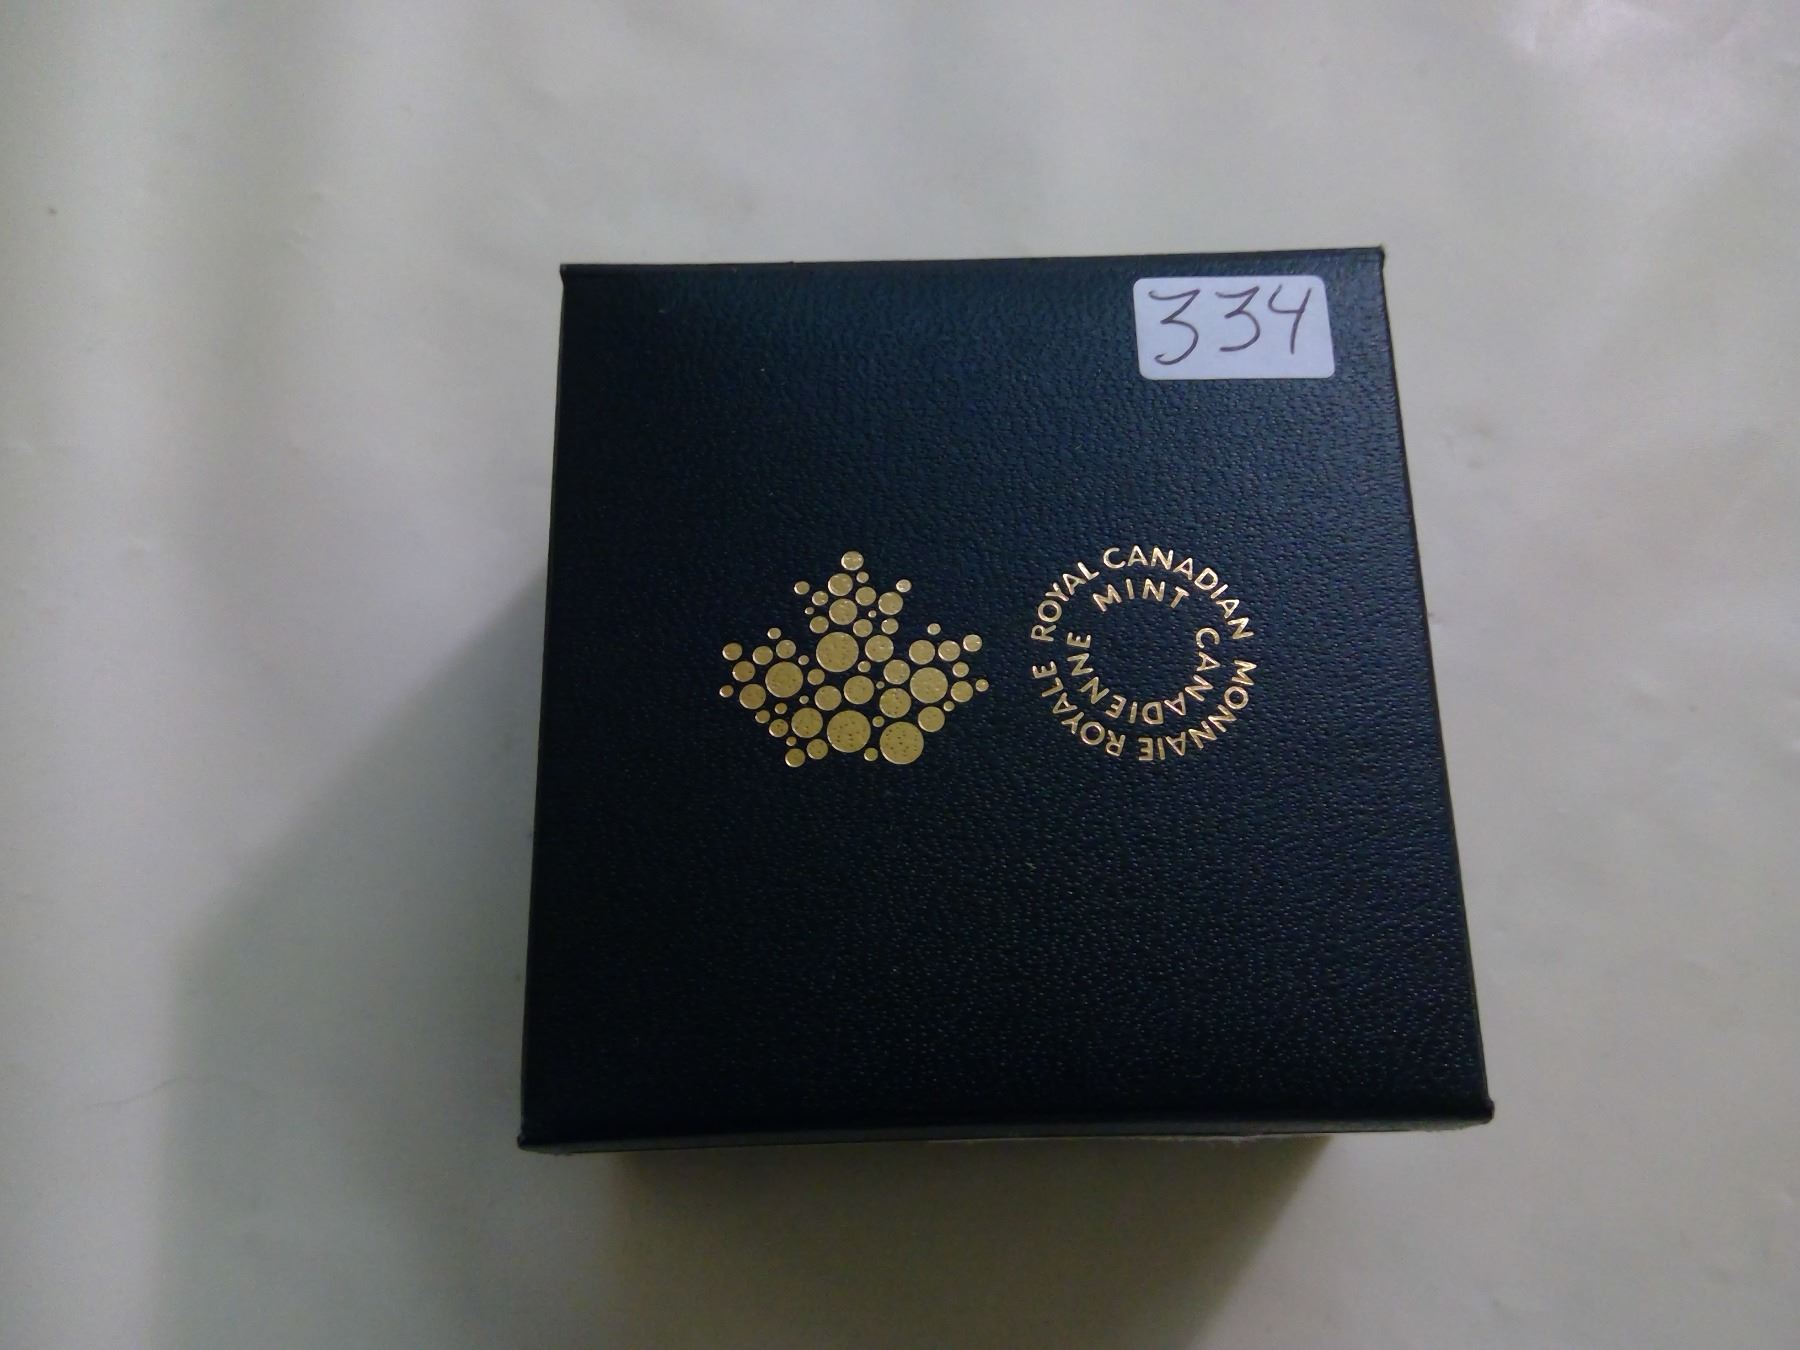 334
ROYAL CANADIAN MINT
MONNAIE ROYALE CANADIENNE